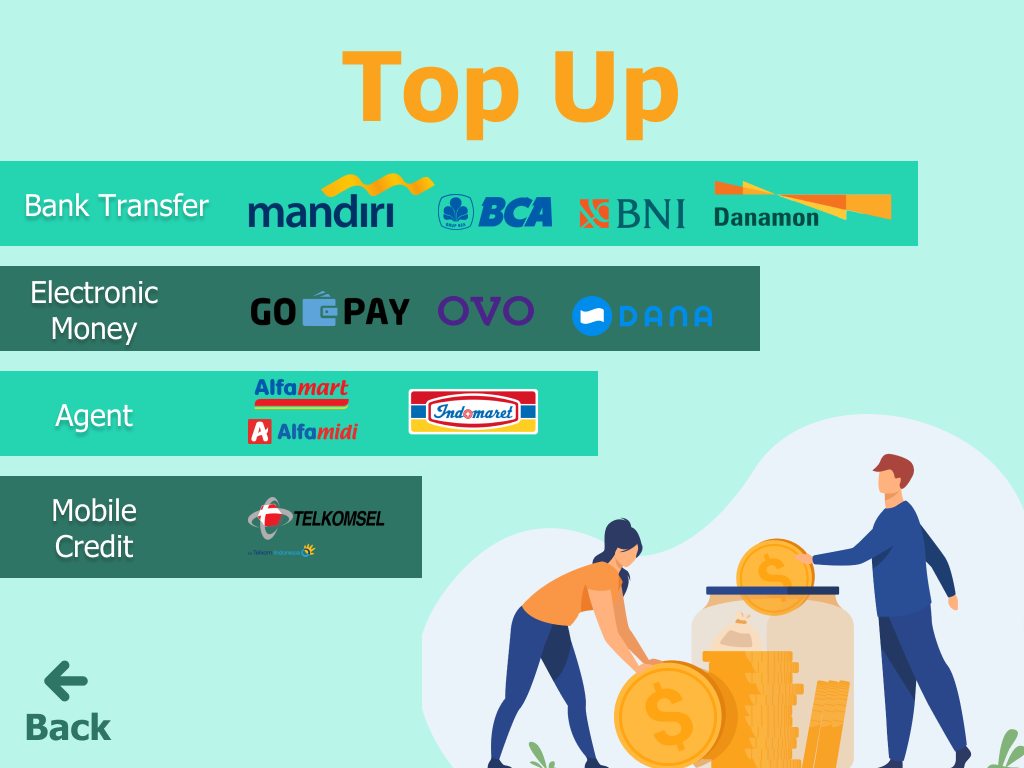 Top Up
Bank Transfer
mandırı
BCA
BNI
Danamon
Electronic
Money
GO PAY
OVO
DANA
Agent
Alfamart
Alfamidi
Indomaret
Mobile
Credit
TELKOMSEL
by Telkom Indonesia
Back